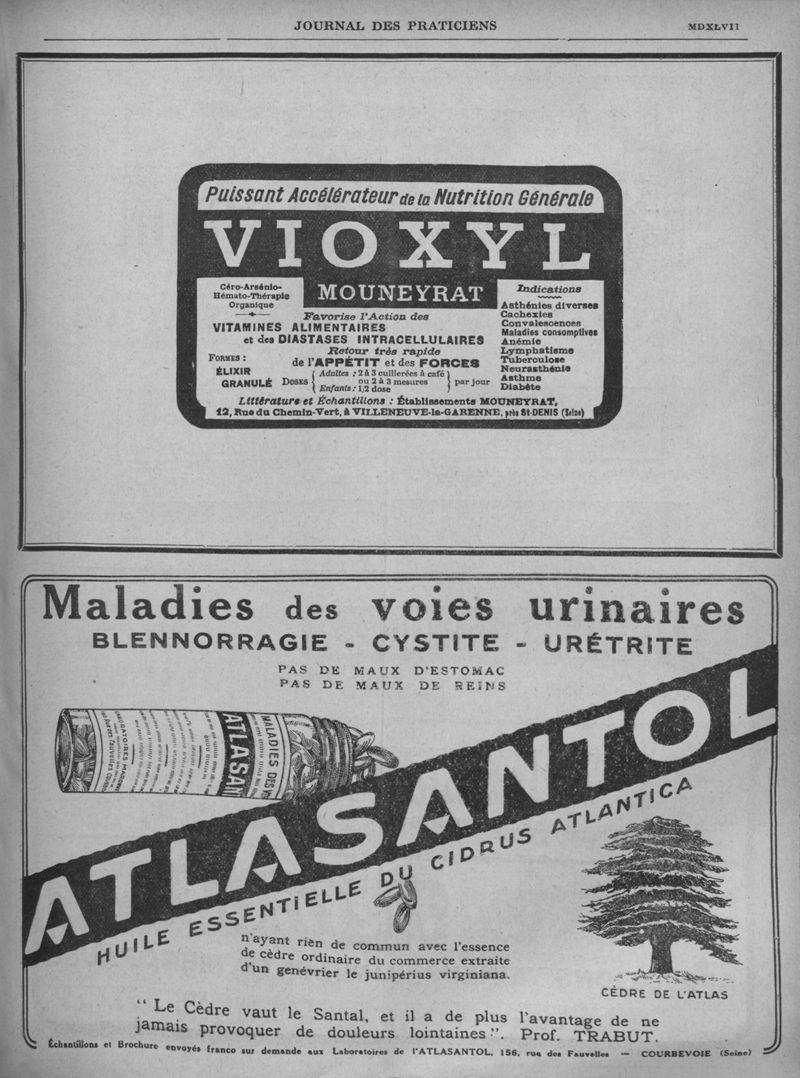 JOURNAL DES PRATICIENS
MDXLVII
Puissant Accélérateur de la Nutrition Générale
VIOXYL
MOUNEYRAT
Céro-Arsénio-
Hémato-Thérapie
Organique
Favorise l'Action des
VITAMINES ALIMENTAIRES
et des DIASTASES INTRACELLULAIRES
Retour très rapide
de l'APPÉTIT et des FORCES
FORMES :
ÉLIXIR
GRANULÉ
DOSES
Adultes : 2 à 3 cuillerées à café
ou 2 à 3 mesures
Enfants : 1/2 dose
par jour
Indications
Asthénies diverses
Cachexies
Convalescences
Maladies consomptives
Anémie
Lymphatisme
Tuberculose
Neurasthénie
Asthme
Diabète
Littérature et Échantillons : Établissements MOUNEYRAT,
12, Rue du Chemin-Vert, à VILLENEUVE-la-GARENNE, près St-DENIS (Seine)
Maladies des voies urinaires
BLENNORRAGIE - CYSTITE - URÉTRITE
PAS DE MAUX D'ESTOMAC
PAS DE MAUX DE REINS
MALADIES DES
ATLASAN
ATLASANTOL
HUILE ESSENTIELLE DU CIDRUS ATLANTICA
n'ayant rien de commun avec l'essence
de cèdre ordinaire du commerce extraite
d'un genévrier le junipérius virginiana.
CÈDRE DE L'ATLAS
“ Le Cèdre vaut le Santal, et il a de plus l'avantage de ne
jamais provoquer de douleurs lointaines ”. Prof. TRABUT.
Échantillons et Brochure envoyés franco sur demande aux Laboratoires de l'ATLASANTOL, 156, rue des Fauvelles — COURBEVOIE (Seine)